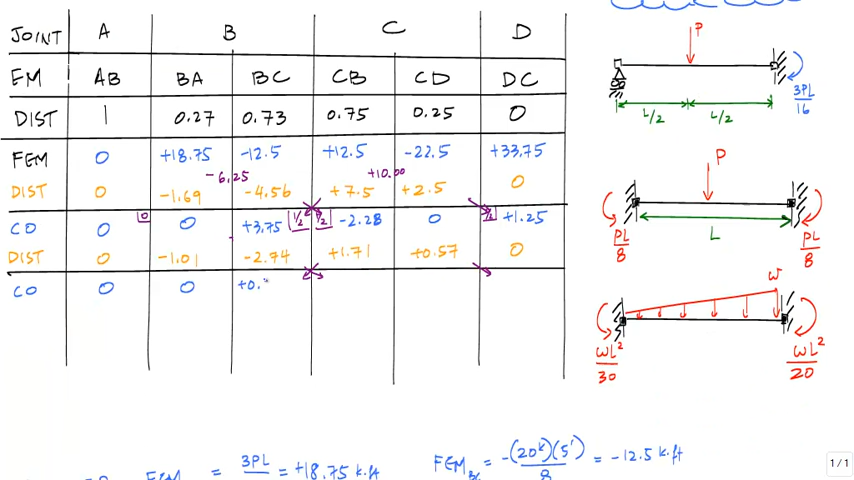 JOINT A B C D
EM AB BA BC CB CD DC
DIST 1 0.27 0.73 0.75 0.25 0
FEM 0 +18.75 -12.5 +12.5 -22.5 +33.75
-6.25 +10.00
DIST 0 -1.69 -4.56 +7.5 +2.5 0
CO 0 0 0 +3.75 1/2 1/2 -2.28 0 1/2 +1.25
DIST 0 -1.01 -2.74 +1.71 +0.57 0
CO 0 0 +0.
P
3PL/16
L/2 L/2
P
PL/8 L PL/8
W
WL²/30 WL²/20
= 3PL = +18.75 k.ft
FEM BC = -(20k)(5')/8 = -12.5 k.ft
1/1